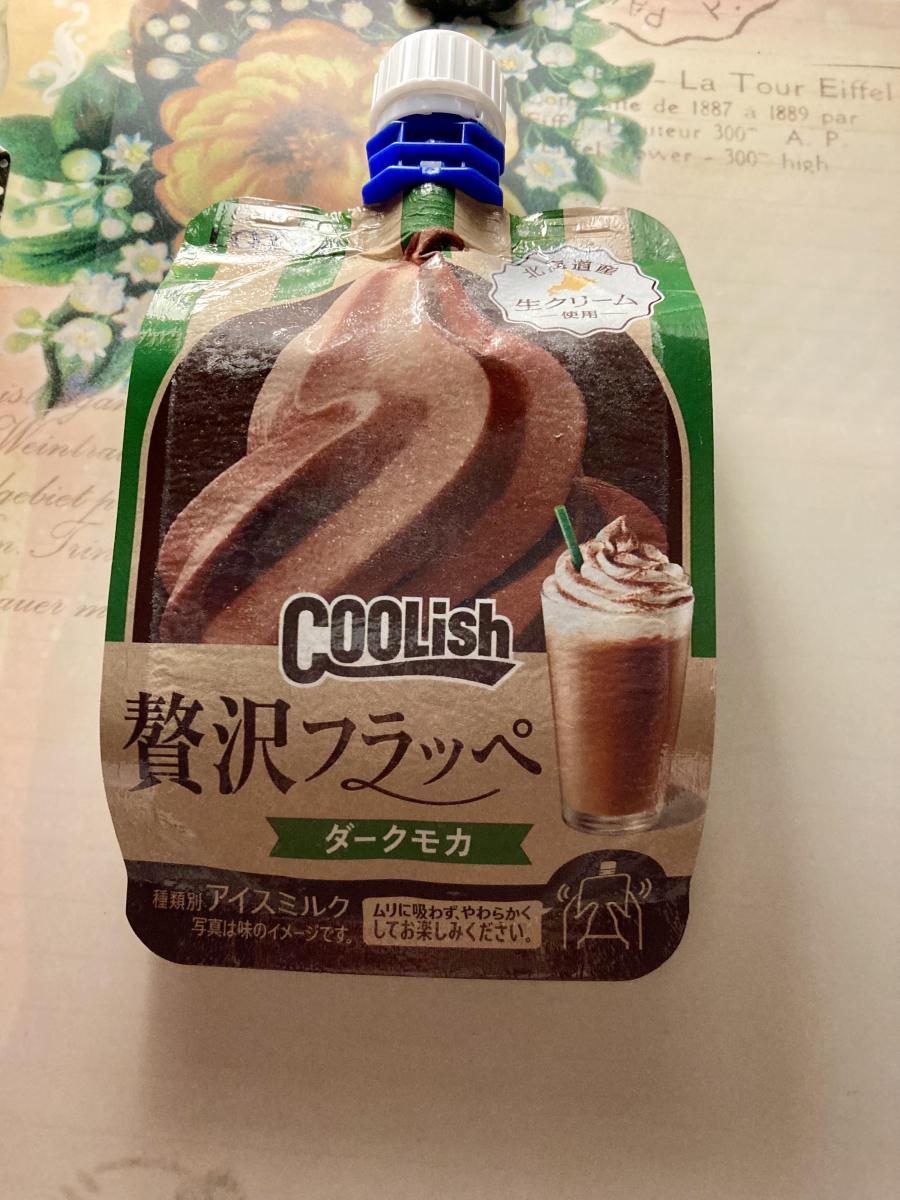 La Tour Eiffel
de 1887 à 1889 par
uteur 300 A. P.
300 high
北海道産
生クリーム
使用
COOLish
贅沢フラッペ
ダークモカ
種類別 アイスミルク
写真は味のイメージです。
ムリに吸わず、やわらかく
してお楽しみください。